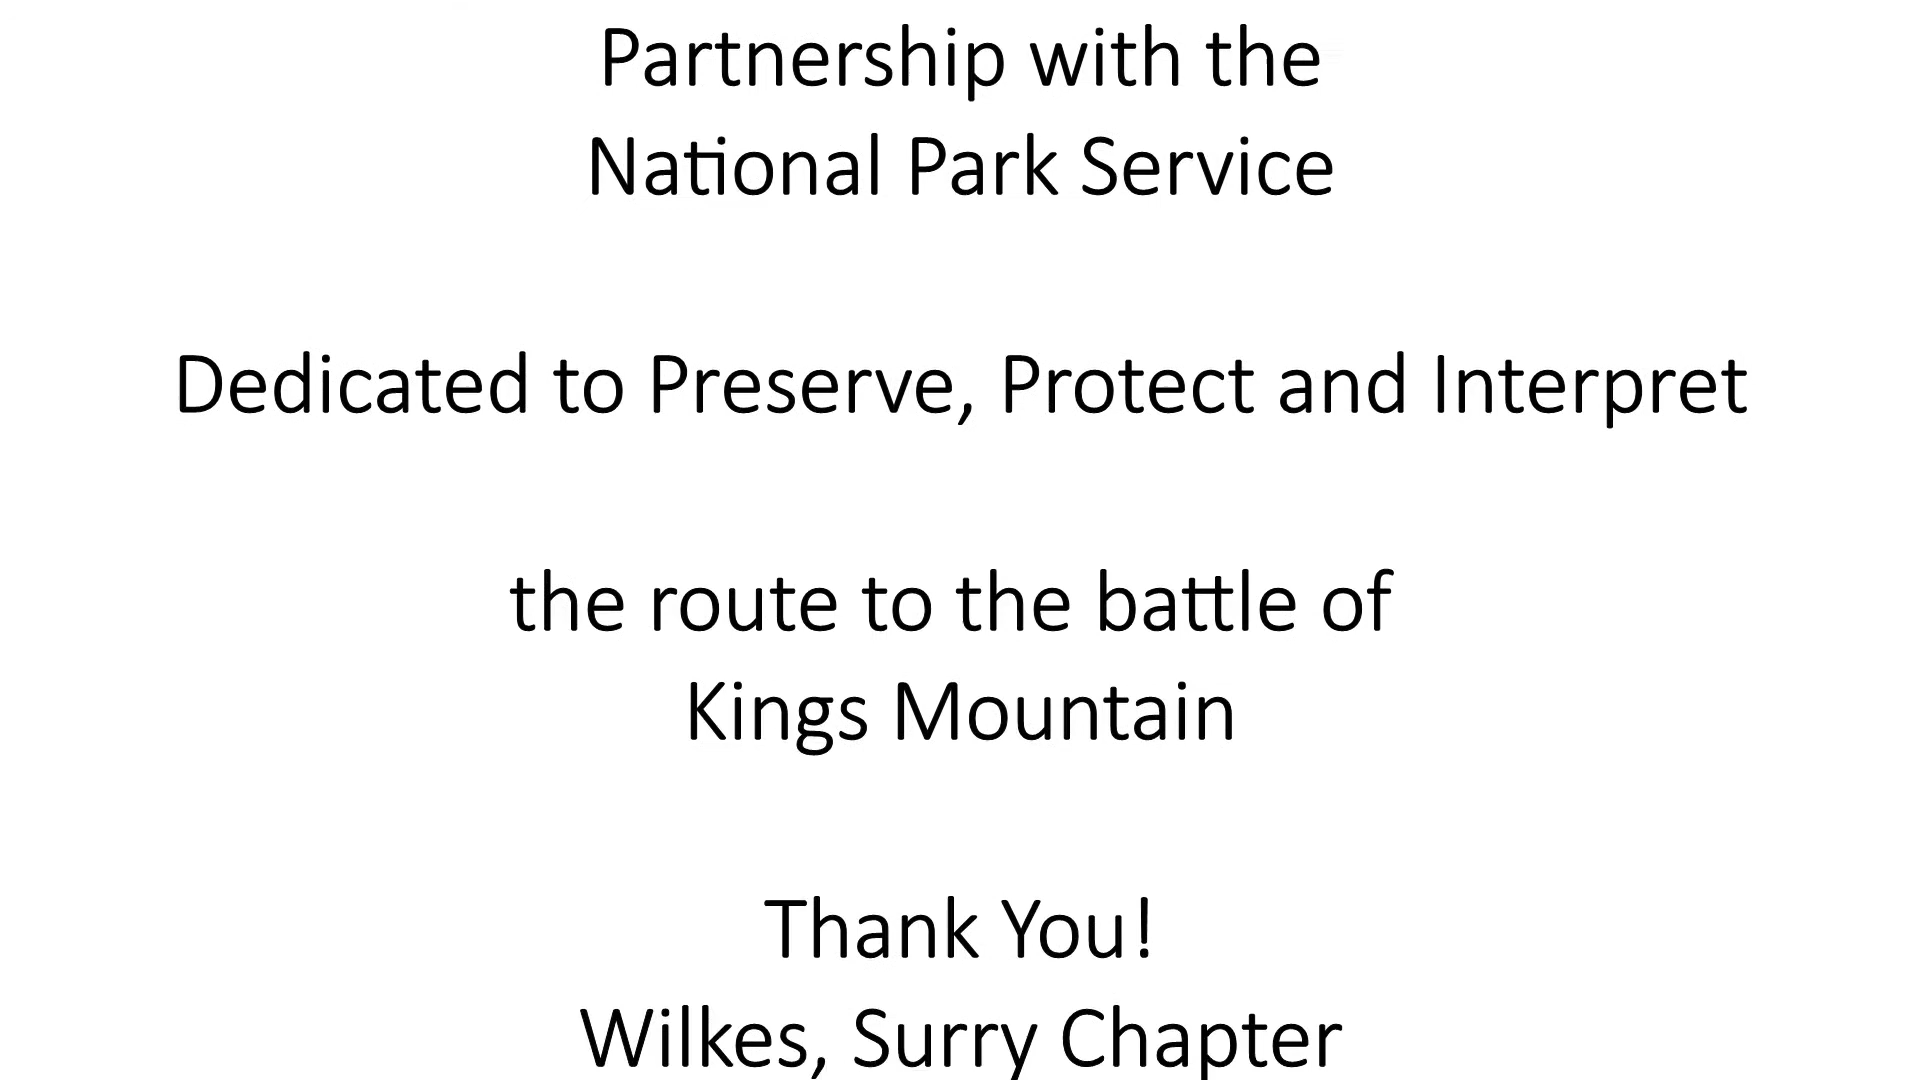 Partnership with the
National Park Service
Dedicated to Preserve, Protect and Interpret
the route to the battle of
Kings Mountain
Thank You!
Wilkes, Surry Chapter